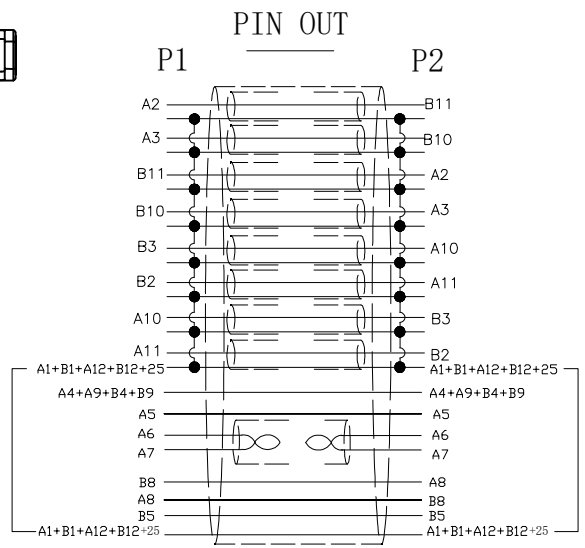 PIN OUT
P1 P2
A2 B11
A3 B10
B11 A2
B10 A3
B3 A10
B2 A11
A10 B3
A11 B2
A1+B1+A12+B12+25 A1+B1+A12+B12+25
A4+A9+B4+B9 A4+A9+B4+B9
A5 A5
A6 A6
A7 A7
B8 A8
A8 B8
B5 B5
A1+B1+A12+B12+25 A1+B1+A12+B12+25